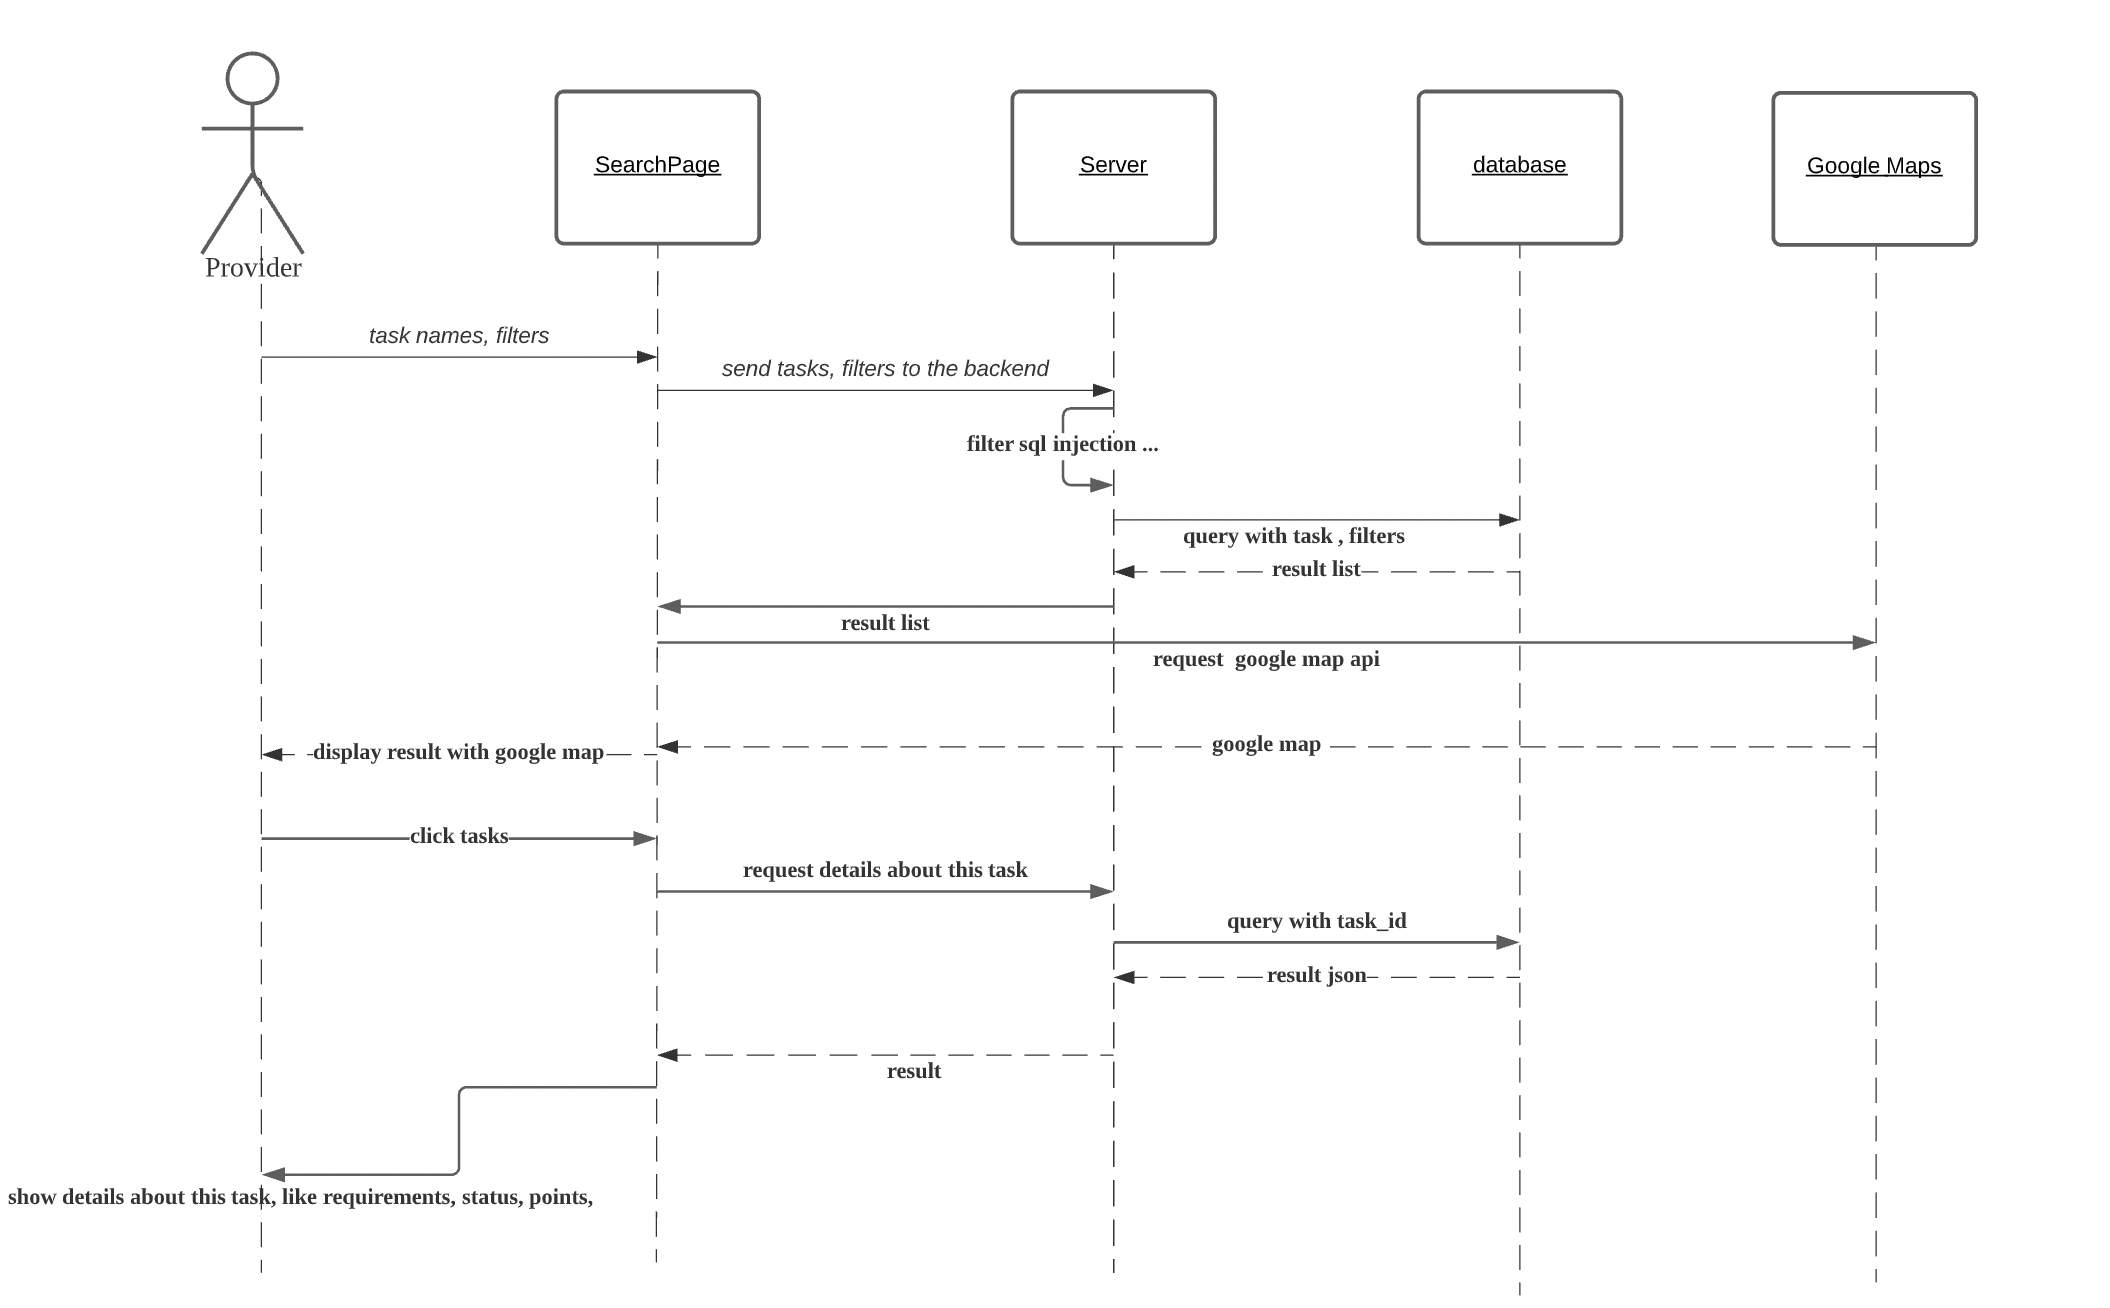 SearchPage
Server
database
Google Maps
Provider
task names, filters
send tasks, filters to the backend
filter sql injection ...
query with task , filters
result list
result list
request  google map api
google map
display result with google map
click tasks
request details about this task
query with task_id
result json
result
show details about this task, like requirements, status, points,